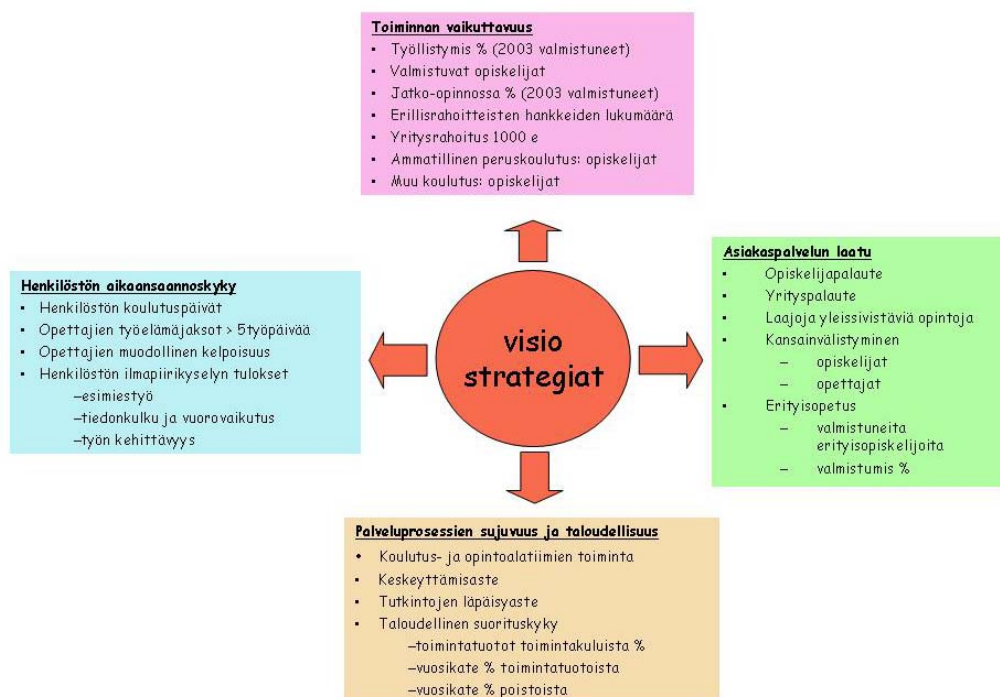 Toiminnan vaikuttavuus
• Työllistymis % (2003 valmistuneet)
• Valmistuvat opiskelijat
• Jatko-opinnossa % (2003 valmistuneet)
• Erillisrahoitteisten hankkeiden lukumäärä
• Yritysrahoitus 1000 e
• Ammatillinen peruskoulutus: opiskelijat
• Muu koulutus: opiskelijat
Henkilöstön aikaansaannoskyky
• Henkilöstön koulutuspäivät
• Opettajien työelämäjaksot > 5työpäivää
• Opettajien muodollinen kelpoisuus
• Henkilöstön ilmapiirikyselyn tulokset
–esimiestyö
–tiedonkulku ja vuorovaikutus
–työn kehittävyys
visio
strategiat
Asiakaspalvelun laatu
• Opiskelijapalaute
• Yrityspalaute
• Laajoja yleissivistäviä opintoja
• Kansainvälistyminen
– opiskelijat
– opettajat
• Erityisopetus
– valmistuneita
erityisopiskelijoita
– valmistumis %
Palveluprosessien sujuvuus ja taloudellisuus
• Koulutus- ja opintoalatiimien toiminta
• Keskeyttämisaste
• Tutkintojen läpäisyaste
• Taloudellinen suorituskyky
–toimintatuotot toimintakuluista %
–vuosikate % toimintatuotoista
–vuosikate % poistoista